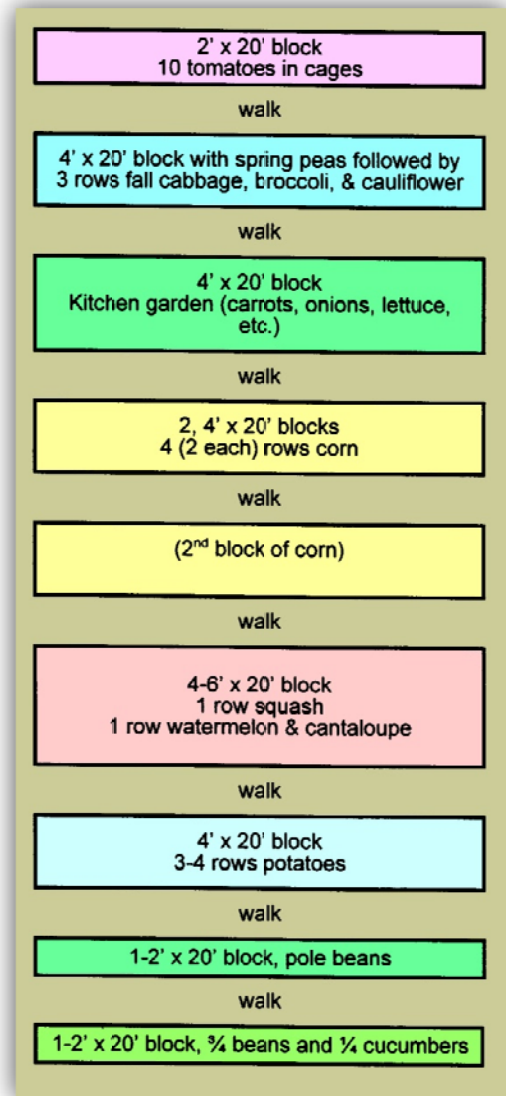 2' x 20' block
10 tomatoes in cages
walk
4' x 20' block with spring peas followed by
3 rows fall cabbage, broccoli, & cauliflower
walk
4' x 20' block
Kitchen garden (carrots, onions, lettuce,
etc.)
walk
2, 4' x 20' blocks
4 (2 each) rows corn
walk
(2nd block of corn)
walk
4-6' x 20' block
1 row squash
1 row watermelon & cantaloupe
walk
4' x 20' block
3-4 rows potatoes
walk
1-2' x 20' block, pole beans
walk
1-2' x 20' block, ¾ beans and ¼ cucumbers